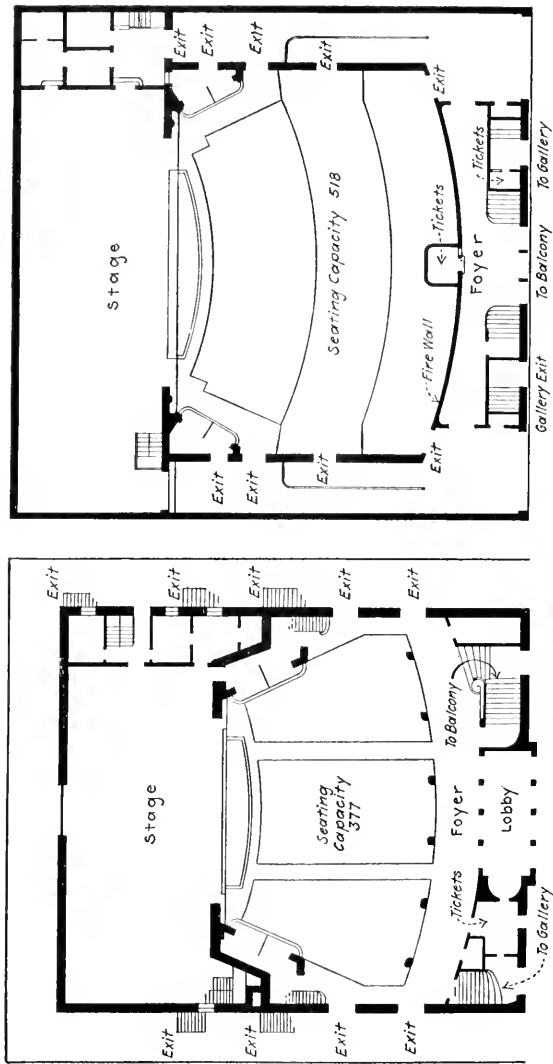 Exit
Exit
Exit
Exit
Stage
Seating Capacity 518
Tickets
Fire Wall
Exit
Exit
Exit
Exit
Exit
Foyer
Tickets
Gallery Exit
To Balcony
To Gallery
Exit
Exit
Exit
Exit
Exit
Stage
Seating
Capacity
377
To Balcony
Foyer
Lobby
Tickets
To Gallery
Exit
Exit
Exit
Exit